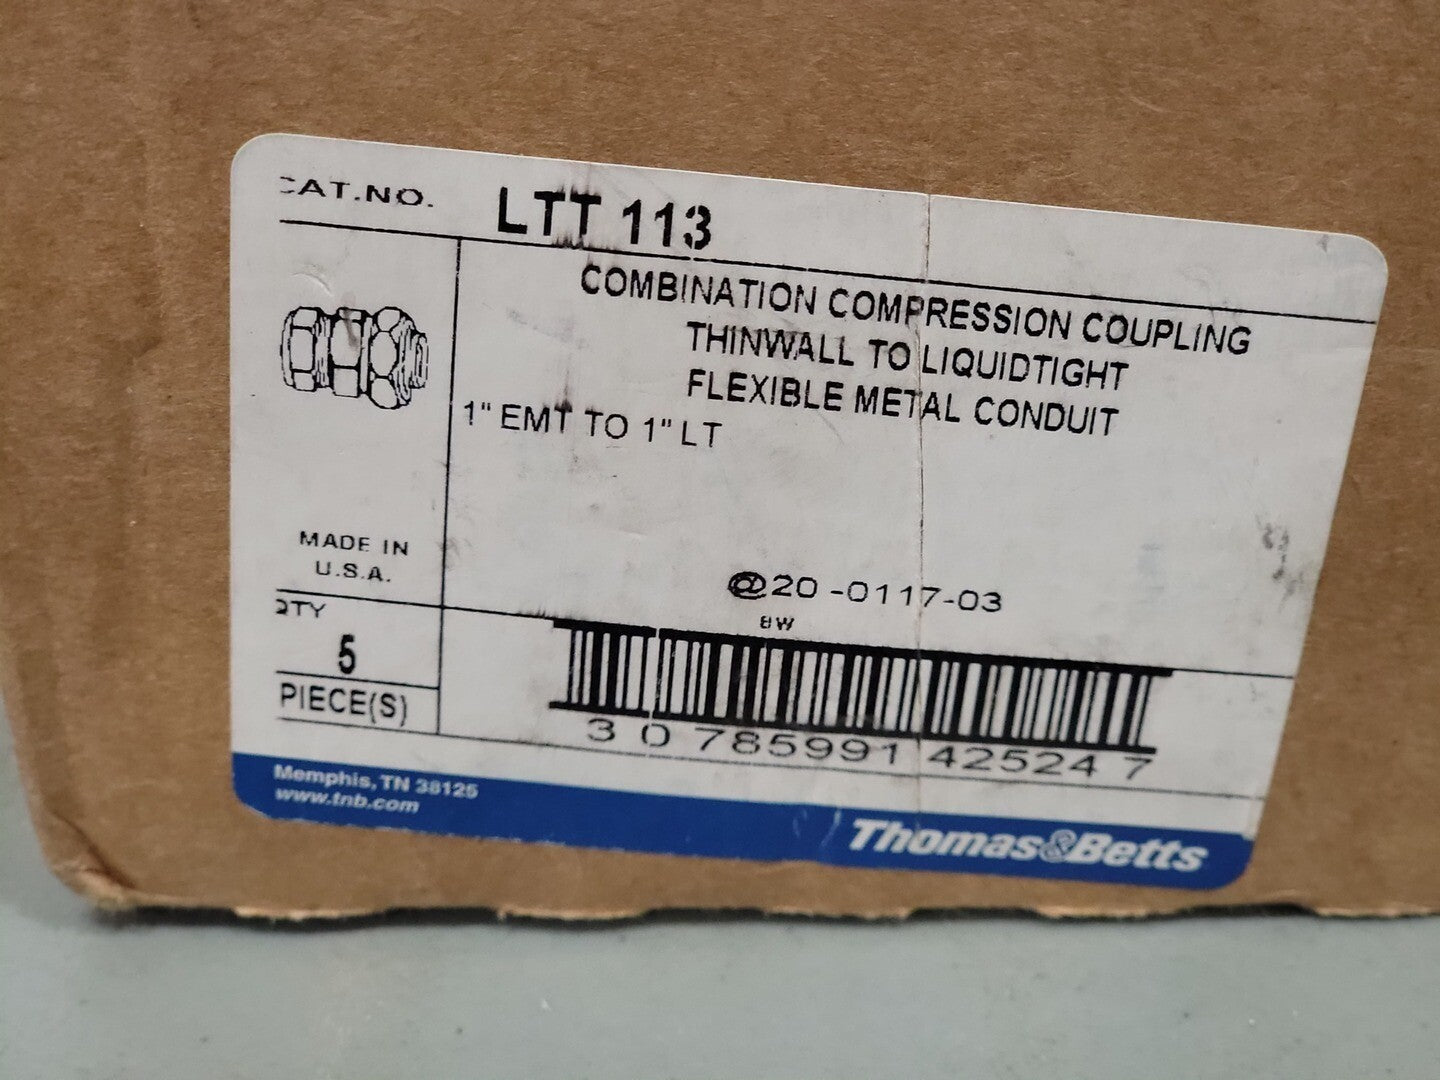 CAT.NO. LTT 113
COMBINATION COMPRESSION COUPLING
THINWALL TO LIQUIDTIGHT
FLEXIBLE METAL CONDUIT
1" EMT TO 1" LT
MADE IN
U.S.A.
@20-0117-03
BW
QTY
5
PIECE(S)
3 0 785991 42524 7
Memphis, TN 38125
www.tnb.com
Thomas&Betts